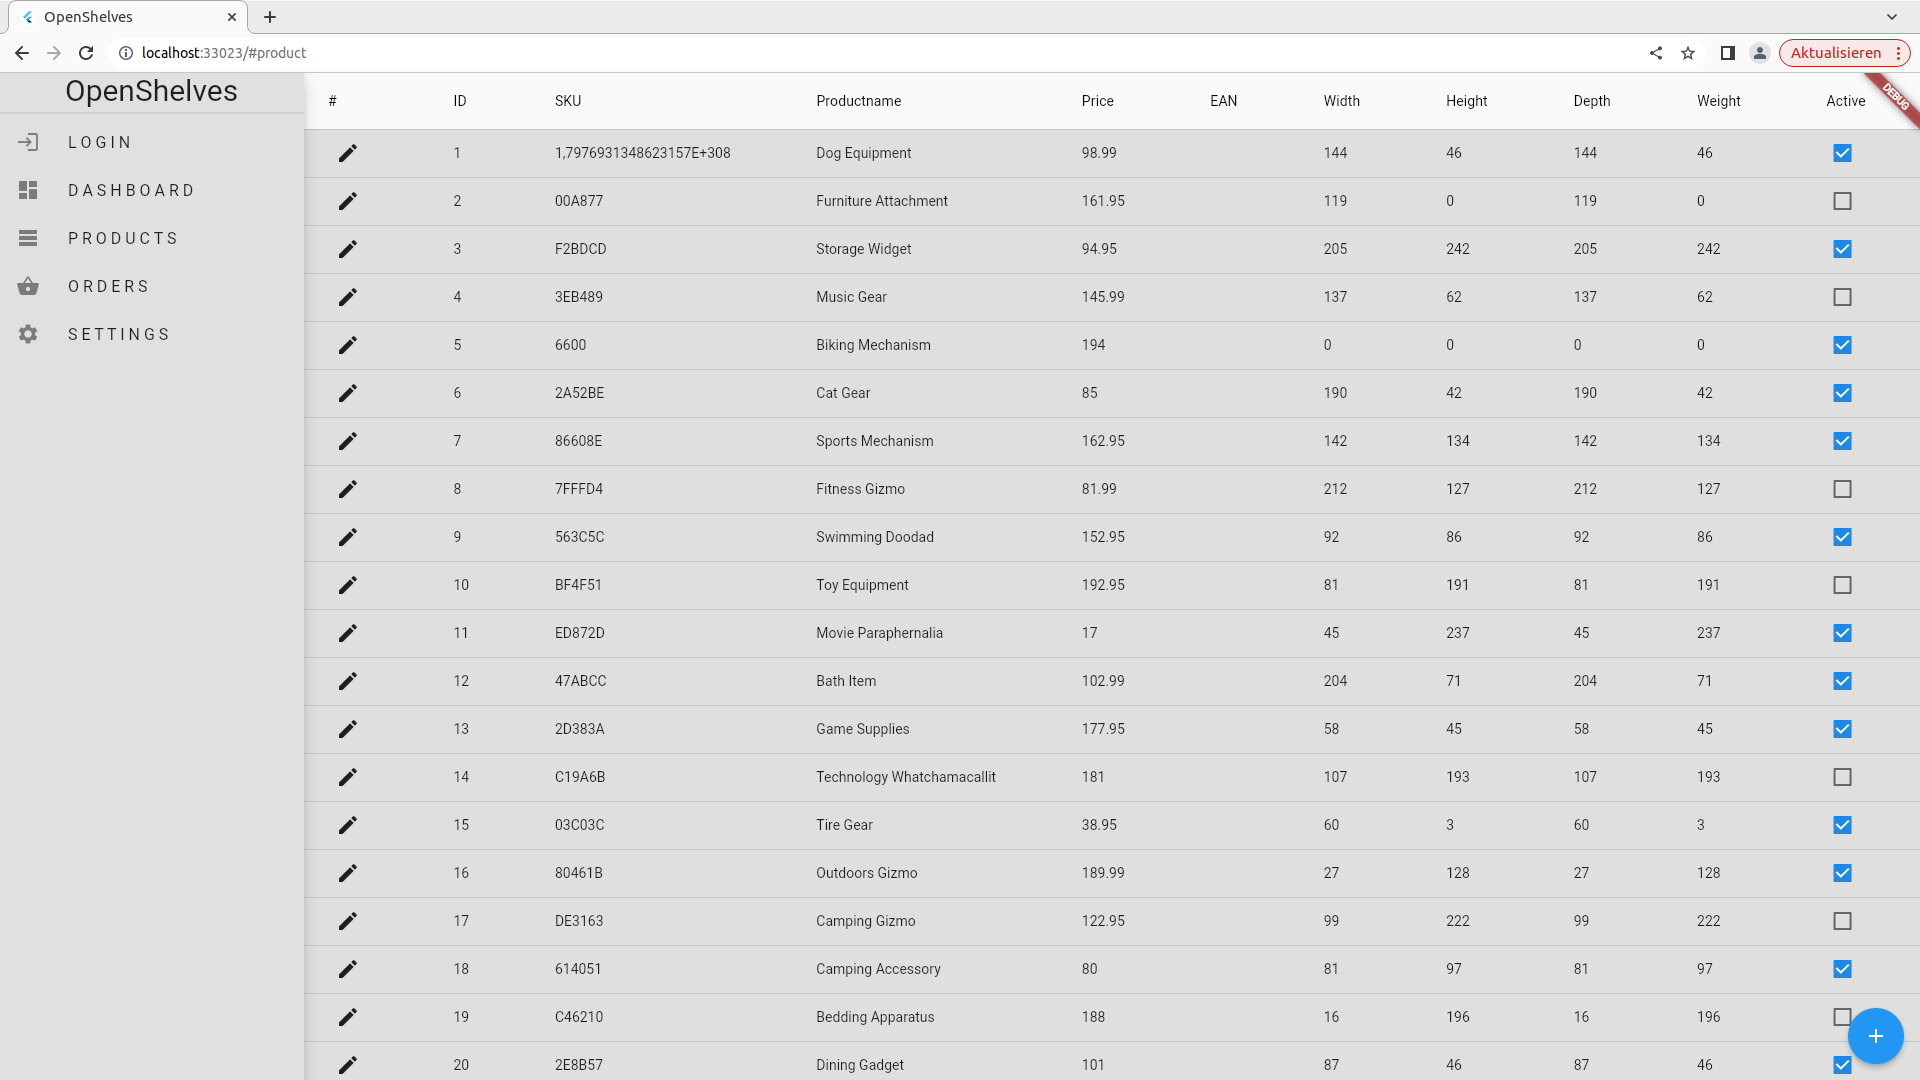 OpenShelves
localhost:33023/#product
Aktualisieren
OpenShelves
LOGIN
DASHBOARD
PRODUCTS
ORDERS
SETTINGS
# ID SKU Productname Price EAN Width Height Depth Weight Active
DEBUG
1 1,7976931348623157E+308 Dog Equipment 98.99 144 46 144 46
2 00A877 Furniture Attachment 161.95 119 0 119 0
3 F2BDCD Storage Widget 94.95 205 242 205 242
4 3EB489 Music Gear 145.99 137 62 137 62
5 6600 Biking Mechanism 194 0 0 0 0
6 2A52BE Cat Gear 85 190 42 190 42
7 86608E Sports Mechanism 162.95 142 134 142 134
8 7FFFD4 Fitness Gizmo 81.99 212 127 212 127
9 563C5C Swimming Doodad 152.95 92 86 92 86
10 BF4F51 Toy Equipment 192.95 81 191 81 191
11 ED872D Movie Paraphernalia 17 45 237 45 237
12 47ABCC Bath Item 102.99 204 71 204 71
13 2D383A Game Supplies 177.95 58 45 58 45
14 C19A6B Technology Whatchamacallit 181 107 193 107 193
15 03C03C Tire Gear 38.95 60 3 60 3
16 80461B Outdoors Gizmo 189.99 27 128 27 128
17 DE3163 Camping Gizmo 122.95 99 222 99 222
18 614051 Camping Accessory 80 81 97 81 97
19 C46210 Bedding Apparatus 188 16 196 16 196
20 2E8B57 Dining Gadget 101 87 46 87 46